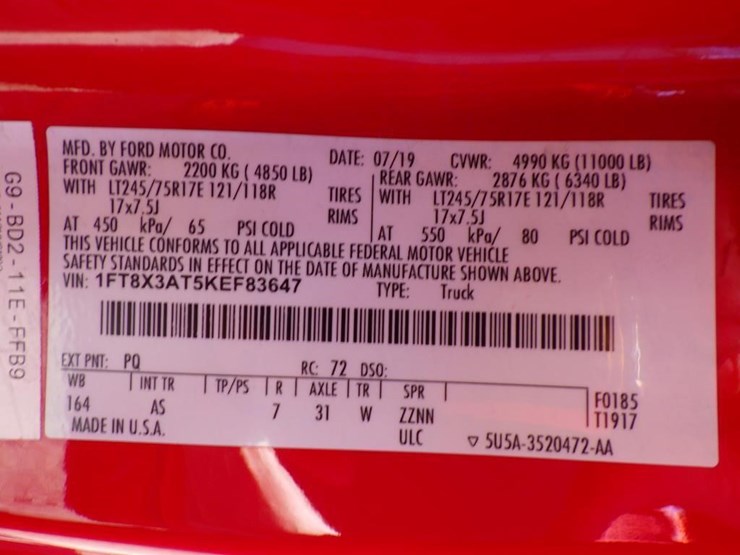 MFD. BY FORD MOTOR CO. DATE: 07/19 GVWR: 4990 KG (11000 LB)
FRONT GAWR: 2200 KG ( 4850 LB) REAR GAWR: 2876 KG ( 6340 LB)
WITH LT245/75R17E 121/118R TIRES WITH LT245/75R17E 121/118R TIRES
17x7.5J RIMS 17x7.5J RIMS
AT 450 kPa/ 65 PSI COLD AT 550 kPa/ 80 PSI COLD
THIS VEHICLE CONFORMS TO ALL APPLICABLE FEDERAL MOTOR VEHICLE
SAFETY STANDARDS IN EFFECT ON THE DATE OF MANUFACTURE SHOWN ABOVE.
VIN: 1FT8X3AT5KEF83647 TYPE: Truck
EXT PNT: PQ RC: 72 DSO:
WB INT TR TP/PS R AXLE TR SPR
164 AS 7 31 W ZZNN
F0185
T1917
MADE IN U.S.A. ULC 5U5A-3520472-AA
G9-BD2-11E-FFB9